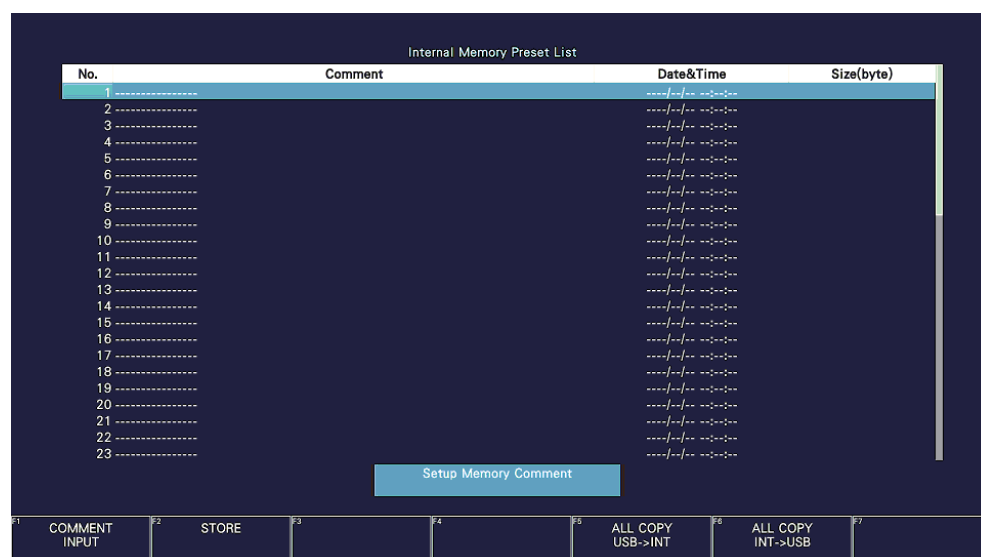 Internal Memory Preset List
No. Comment Date&Time Size(byte)
1 ---------------- ----/--/-- --:--:--
2 ---------------- ----/--/-- --:--:--
3 ---------------- ----/--/-- --:--:--
4 ---------------- ----/--/-- --:--:--
5 ---------------- ----/--/-- --:--:--
6 ---------------- ----/--/-- --:--:--
7 ---------------- ----/--/-- --:--:--
8 ---------------- ----/--/-- --:--:--
9 ---------------- ----/--/-- --:--:--
10 ---------------- ----/--/-- --:--:--
11 ---------------- ----/--/-- --:--:--
12 ---------------- ----/--/-- --:--:--
13 ---------------- ----/--/-- --:--:--
14 ---------------- ----/--/-- --:--:--
15 ---------------- ----/--/-- --:--:--
16 ---------------- ----/--/-- --:--:--
17 ---------------- ----/--/-- --:--:--
18 ---------------- ----/--/-- --:--:--
19 ---------------- ----/--/-- --:--:--
20 ---------------- ----/--/-- --:--:--
21 ---------------- ----/--/-- --:--:--
22 ---------------- ----/--/-- --:--:--
23 ---------------- ----/--/-- --:--:--
Setup Memory Comment
F1 COMMENT INPUT
F2 STORE
F3
F4
F5 ALL COPY USB->INT
F6 ALL COPY INT->USB
F7